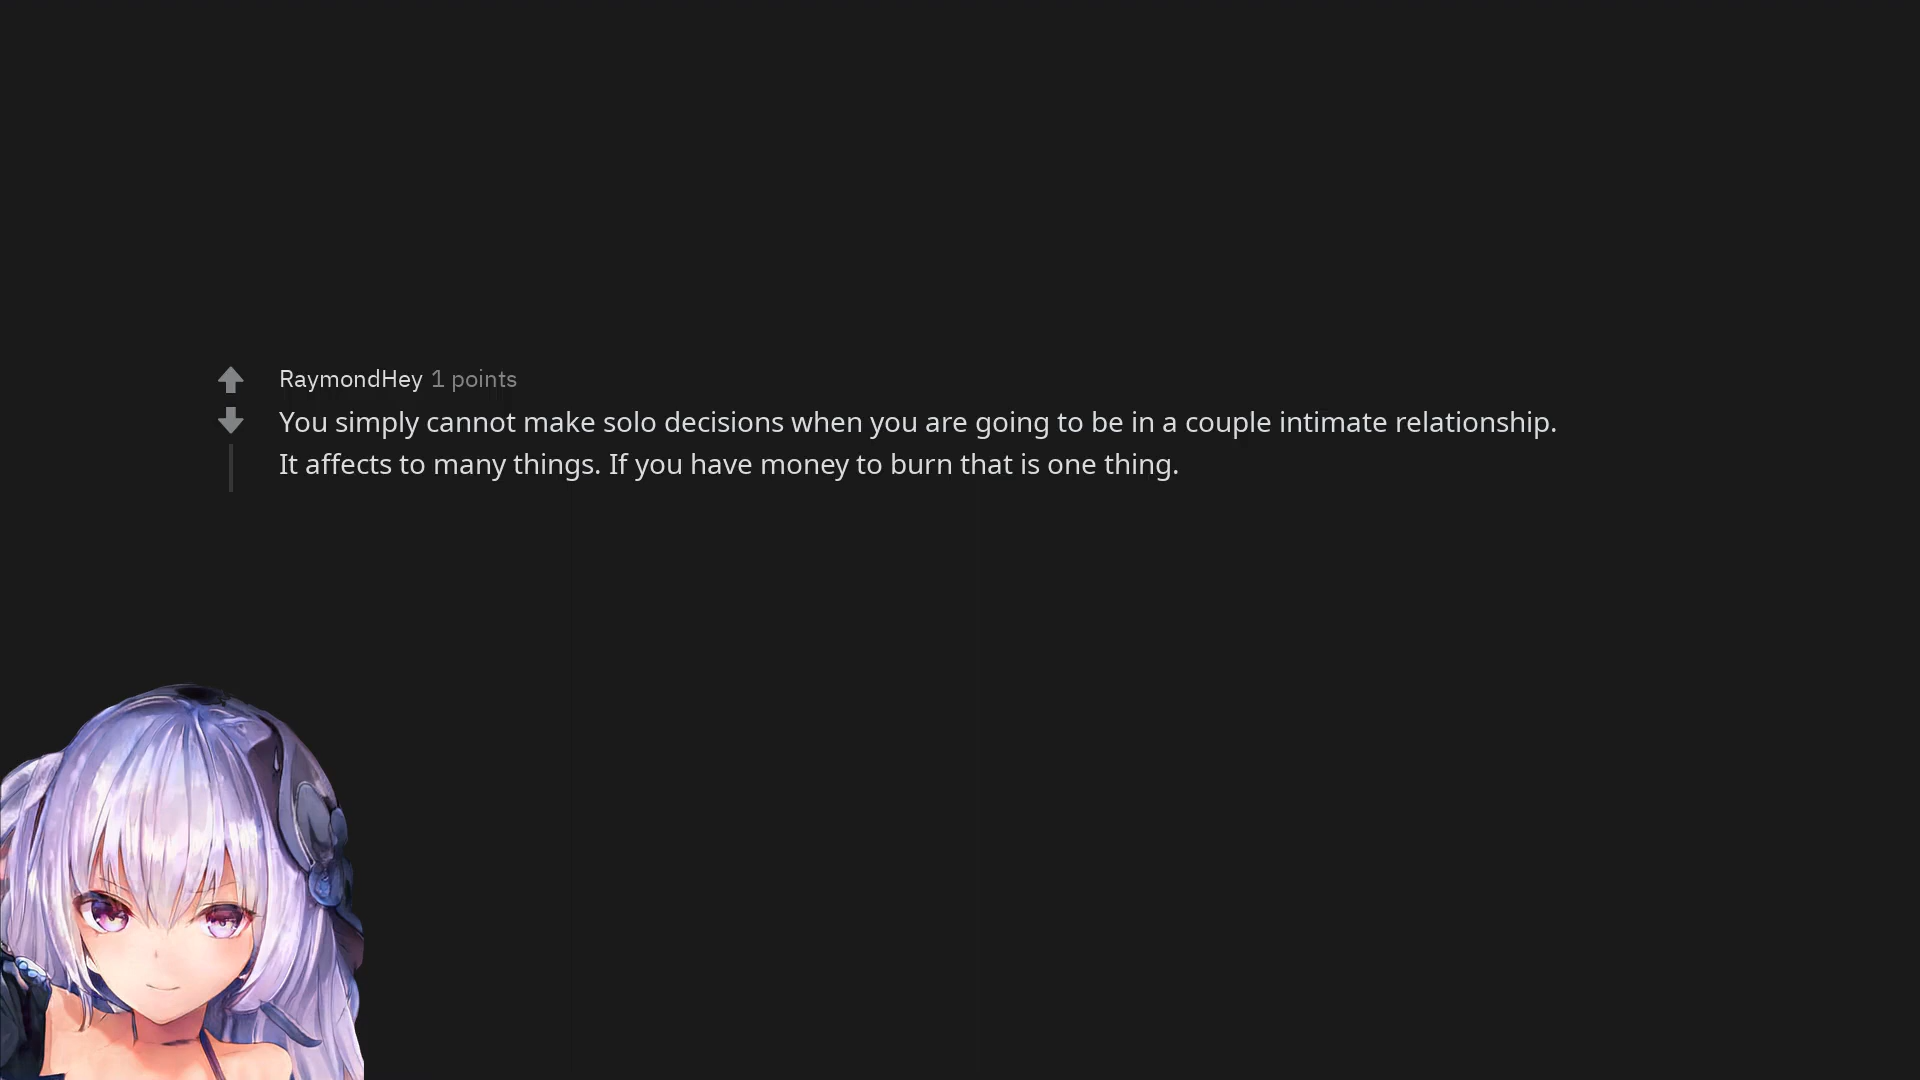 RaymondHey 1 points
You simply cannot make solo decisions when you are going to be in a couple intimate relationship.
It affects to many things. If you have money to burn that is one thing.